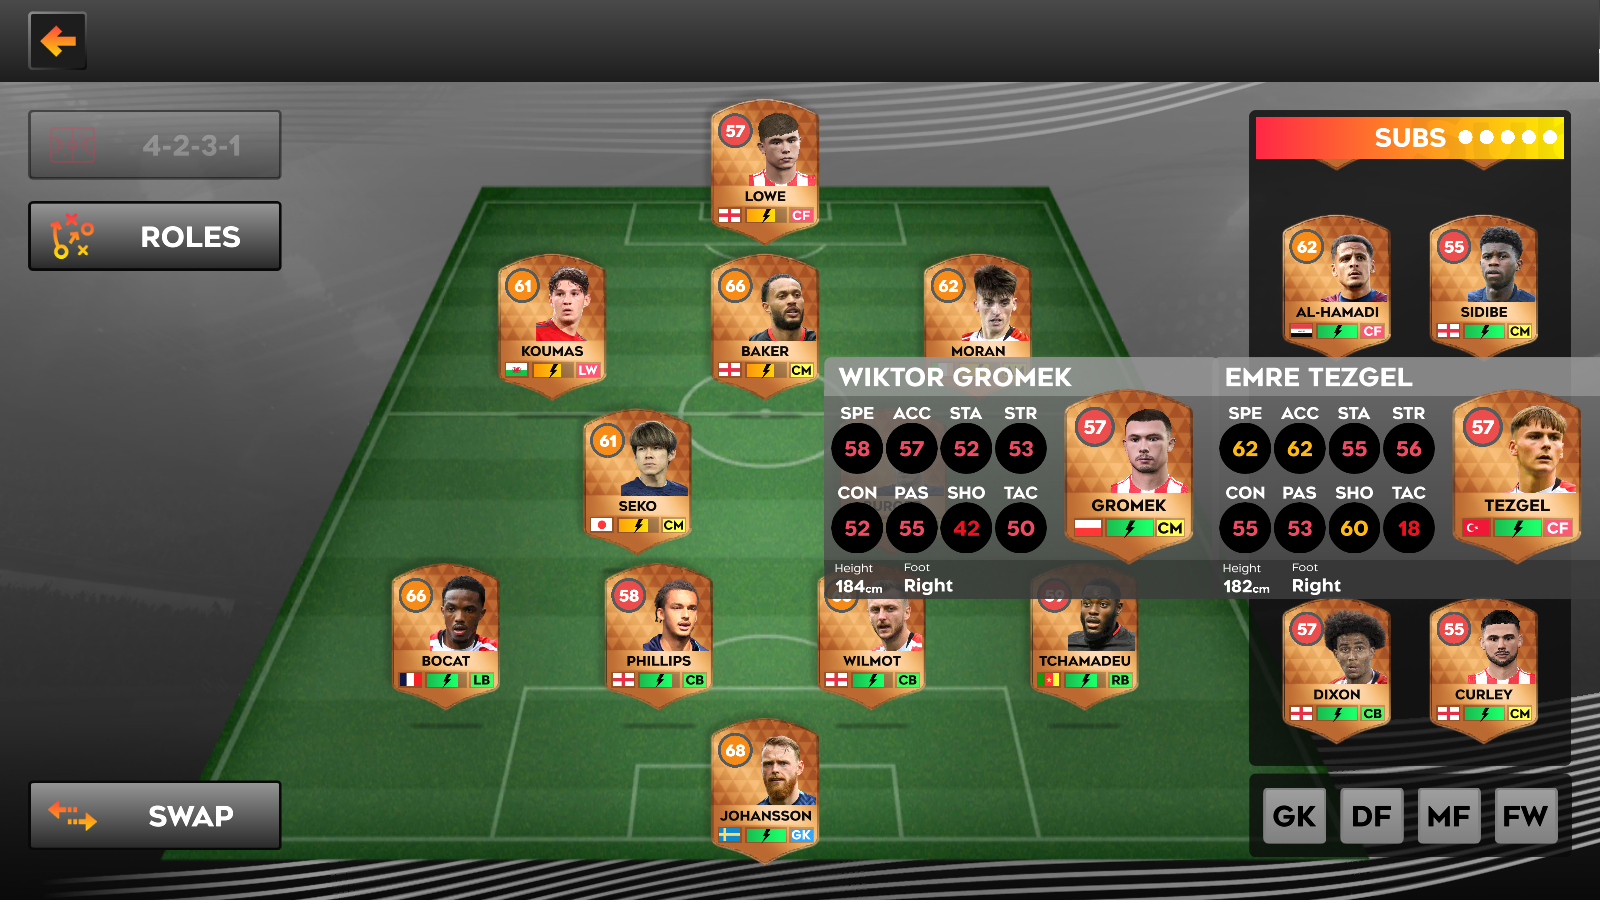 4-2-3-1
ROLES
SWAP
57
LOWE
CF
61
KOUMAS
LW
66
BAKER
CM
62
MORAN
61
SEKO
CM
66
BOCAT
LB
58
PHILLIPS
CB
WILMOT
CB
59
TCHAMADEU
RB
68
JOHANSSON
GK
SUBS
62
AL-HAMADI
CF
55
SIDIBE
CM
WIKTOR GROMEK
SPE ACC STA STR
58 57 52 53
CON PAS SHO TAC
52 55 42 50
Height Foot
184cm Right
57
GROMEK
CM
EMRE TEZGEL
SPE ACC STA STR
62 62 55 56
CON PAS SHO TAC
55 53 60 18
Height Foot
182cm Right
57
TEZGEL
CF
57
DIXON
CB
55
CURLEY
CM
GK DF MF FW